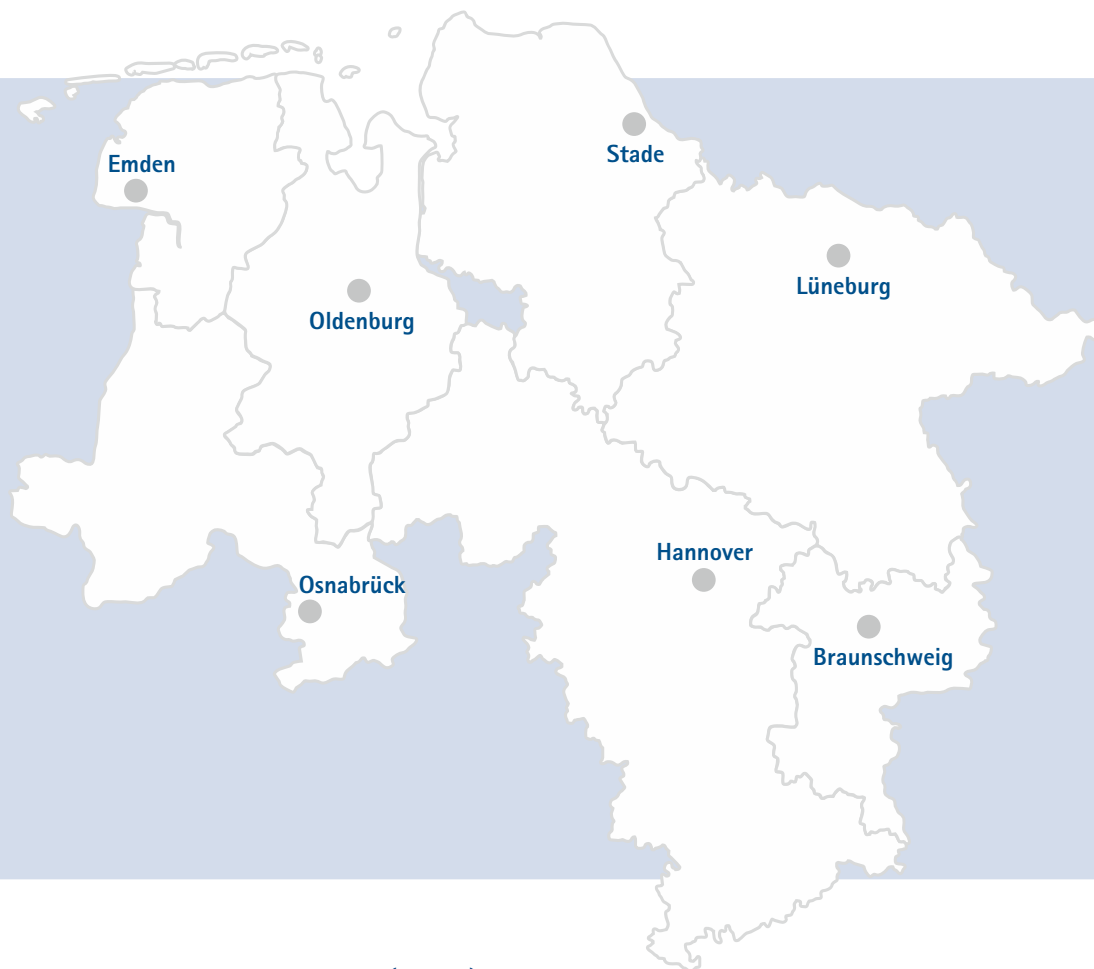 Stade
Emden
Lüneburg
Oldenburg
Hannover
Osnabrück
Braunschweig